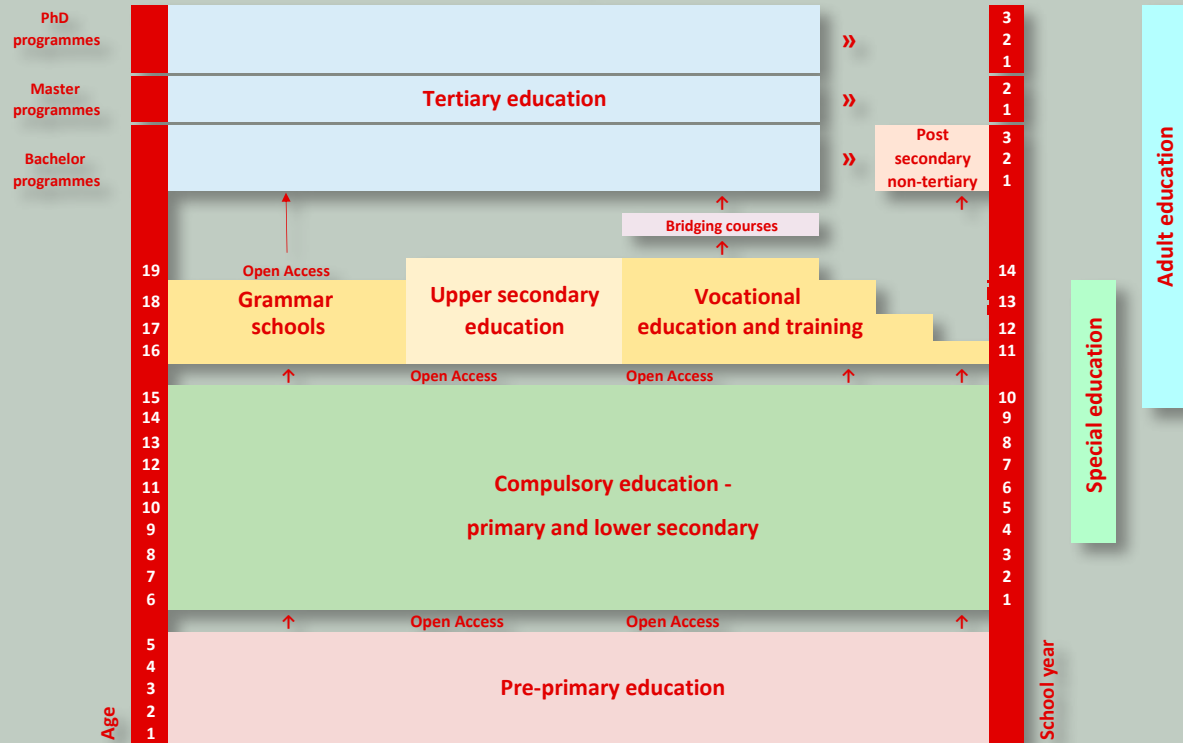 PhD
programmes
»
3
2
1
Master
programmes
Tertiary education
»
2
1
Bachelor
programmes
»
Post
secondary
non-tertiary
3
2
1
↑
↑
Bridging courses
↑
19
Open Access
14
18
Grammar
schools
Upper secondary
education
Vocational
education and training
13
17
12
16
11
↑
Open Access
Open Access
↑
↑
15
10
14
9
13
8
12
7
11
Compulsory education -
primary and lower secondary
6
10
5
9
4
8
3
7
2
6
1
↑
Open Access
Open Access
↑
5
4
3
Pre-primary education
2
1
Age
School year
Special education
Adult education